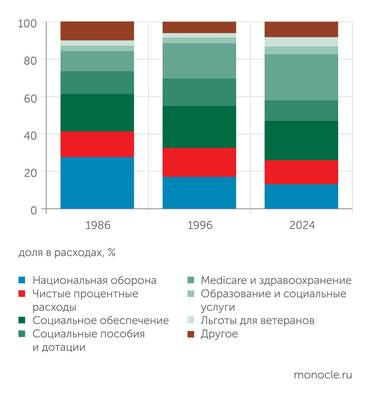 100
80
60
40
20
0
1986
1996
2024
доля в расходах, %
Национальная оборона
Чистые процентные
расходы
Социальное обеспечение
Социальные пособия
и дотации
Medicare и здравоохранение
Образование и социальные
услуги
Льготы для ветеранов
Другое
monocle.ru